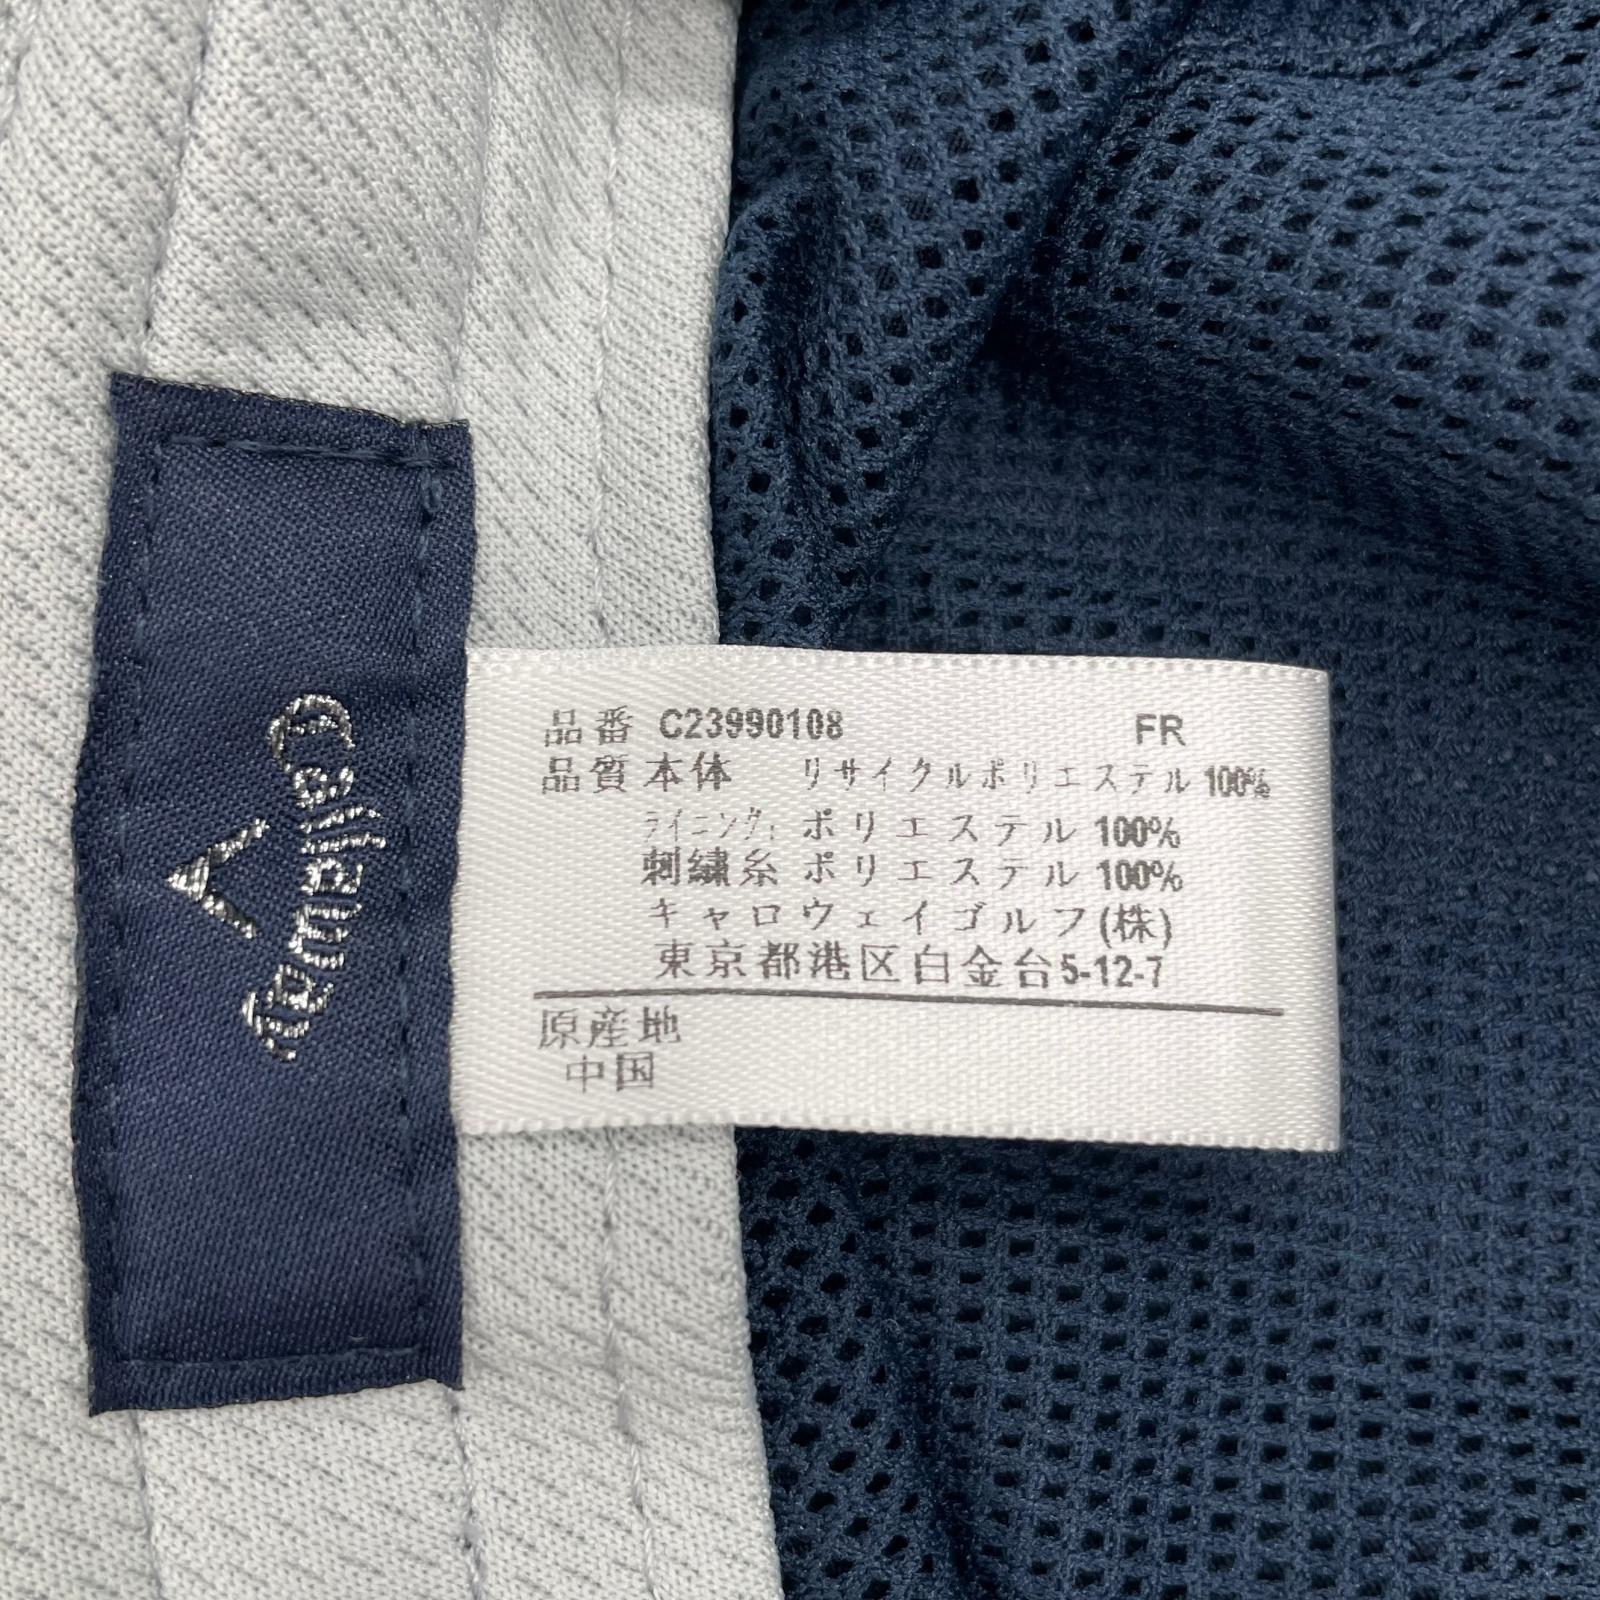 Callaway
品番 C23990108 FR
品質 本体 リサイクルポリエステル 100%
ライニング: ポリエステル 100%
刺繍糸 ポリエステル 100%
キャロウェイゴルフ(株)
東京都港区白金台5-12-7
原産地
中国